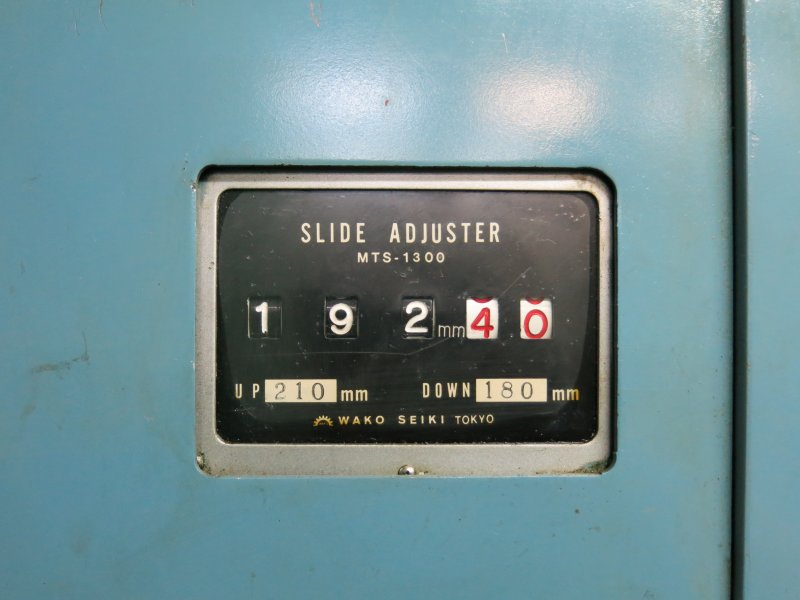 SLIDE ADJUSTER
MTS-1300
1 9 2 mm 4 0
UP 210 mm DOWN 180 mm
WAKO SEIKI TOKYO